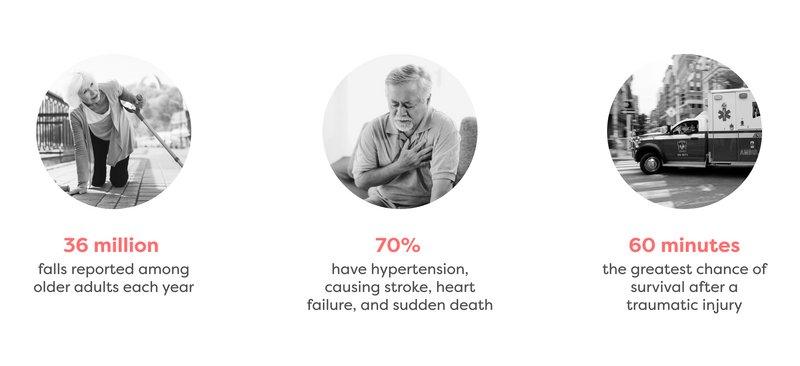 36 million
falls reported among
older adults each year
70%
have hypertension,
causing stroke, heart
failure, and sudden death
60 minutes
the greatest chance of
survival after a
traumatic injury